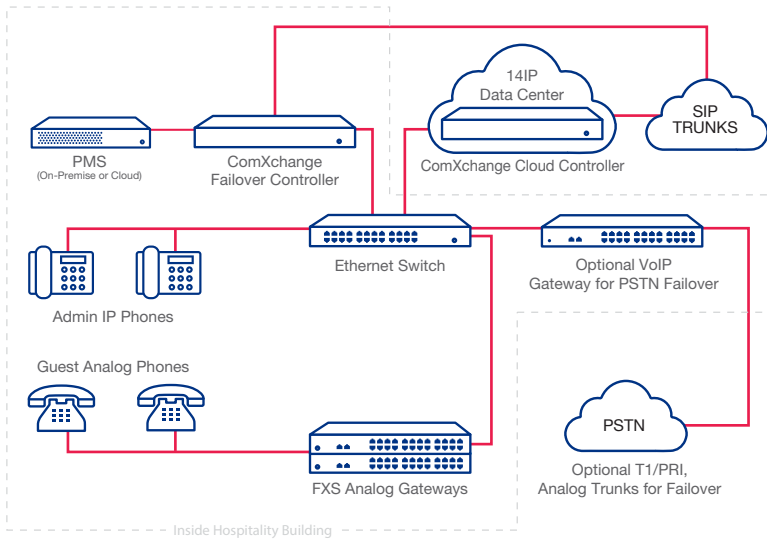 14IP
Data Center
SIP
TRUNKS
PMS
(On-Premise or Cloud)
ComXchange
Failover Controller
ComXchange Cloud Controller
Ethernet Switch
Optional VoIP
Gateway for PSTN Failover
Admin IP Phones
Guest Analog Phones
PSTN
FXS Analog Gateways
Optional T1/PRI,
Analog Trunks for Failover
Inside Hospitality Building